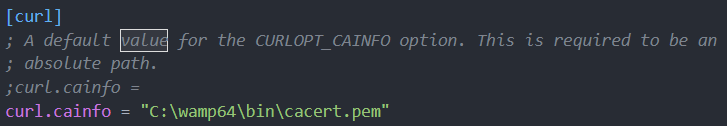 [curl]
; A default value for the CURLOPT_CAINFO option. This is required to be an
; absolute path.
;curl.cainfo =
curl.cainfo = "C:\wamp64\bin\cacert.pem"